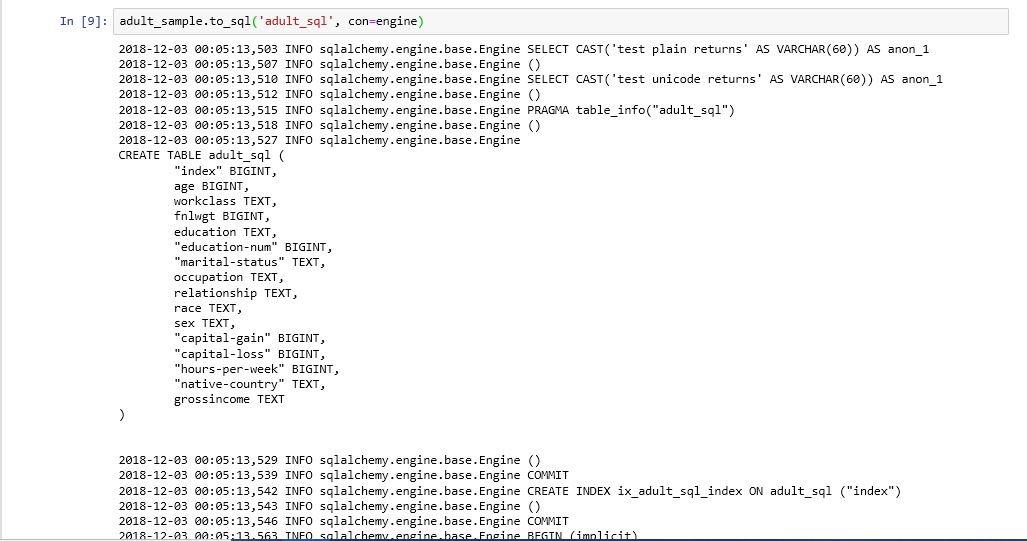 In [9]: adult_sample.to_sql('adult_sql', con=engine)
2018-12-03 00:05:13,503 INFO sqlalchemy.engine.base.Engine SELECT CAST('test plain returns' AS VARCHAR(60)) AS anon_1
2018-12-03 00:05:13,507 INFO sqlalchemy.engine.base.Engine ()
2018-12-03 00:05:13,510 INFO sqlalchemy.engine.base.Engine SELECT CAST('test unicode returns' AS VARCHAR(60)) AS anon_1
2018-12-03 00:05:13,512 INFO sqlalchemy.engine.base.Engine ()
2018-12-03 00:05:13,515 INFO sqlalchemy.engine.base.Engine PRAGMA table_info("adult_sql")
2018-12-03 00:05:13,518 INFO sqlalchemy.engine.base.Engine ()
2018-12-03 00:05:13,527 INFO sqlalchemy.engine.base.Engine
CREATE TABLE adult_sql (
"index" BIGINT,
age BIGINT,
workclass TEXT,
fnlwgt BIGINT,
education TEXT,
"education-num" BIGINT,
"marital-status" TEXT,
occupation TEXT,
relationship TEXT,
race TEXT,
sex TEXT,
"capital-gain" BIGINT,
"capital-loss" BIGINT,
"hours-per-week" BIGINT,
"native-country" TEXT,
grossincome TEXT
)
2018-12-03 00:05:13,529 INFO sqlalchemy.engine.base.Engine ()
2018-12-03 00:05:13,539 INFO sqlalchemy.engine.base.Engine COMMIT
2018-12-03 00:05:13,542 INFO sqlalchemy.engine.base.Engine CREATE INDEX ix_adult_sql_index ON adult_sql ("index")
2018-12-03 00:05:13,543 INFO sqlalchemy.engine.base.Engine ()
2018-12-03 00:05:13,546 INFO sqlalchemy.engine.base.Engine COMMIT
2018-12-03 00:05:13,563 INFO sqlalchemy.engine.base.Engine BEGIN (implicit)